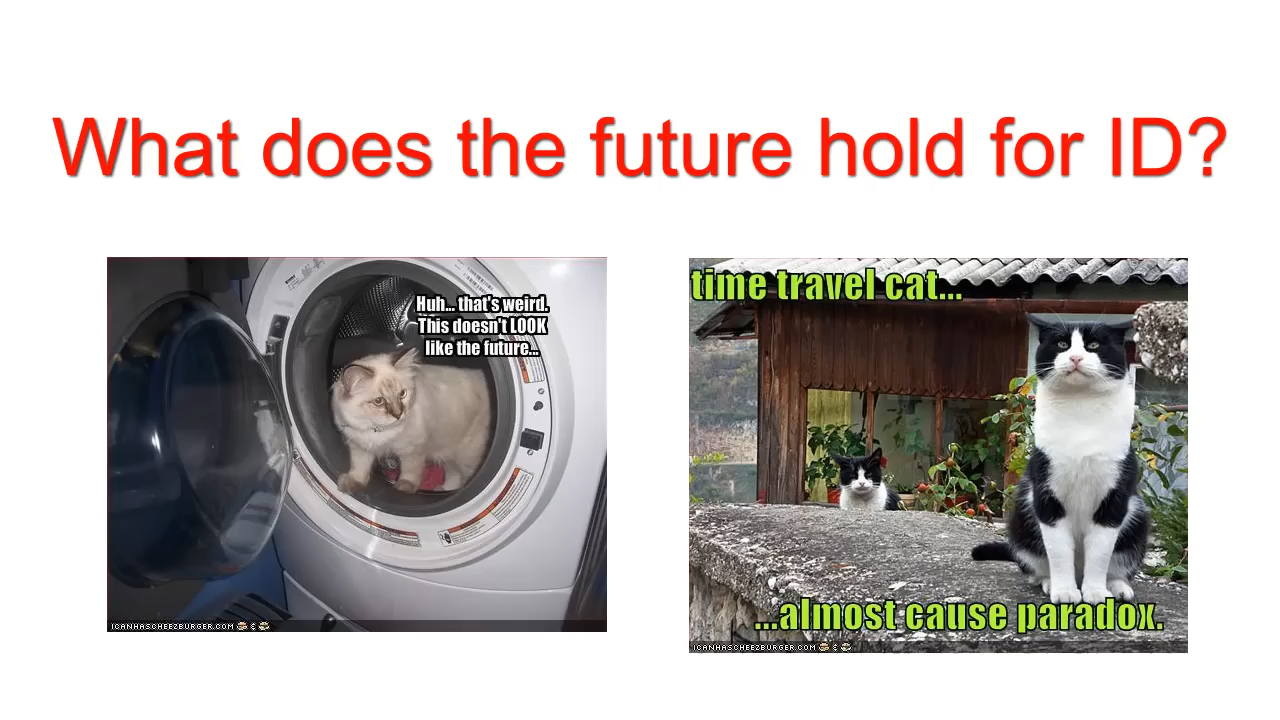 What does the future hold for ID?
Huh... that's weird.
This doesn't LOOK
like the future...
ICANHASCHEEZBURGER.COM
time travel cat...
...almost cause paradox.
ICANHASCHEEZBURGER.COM